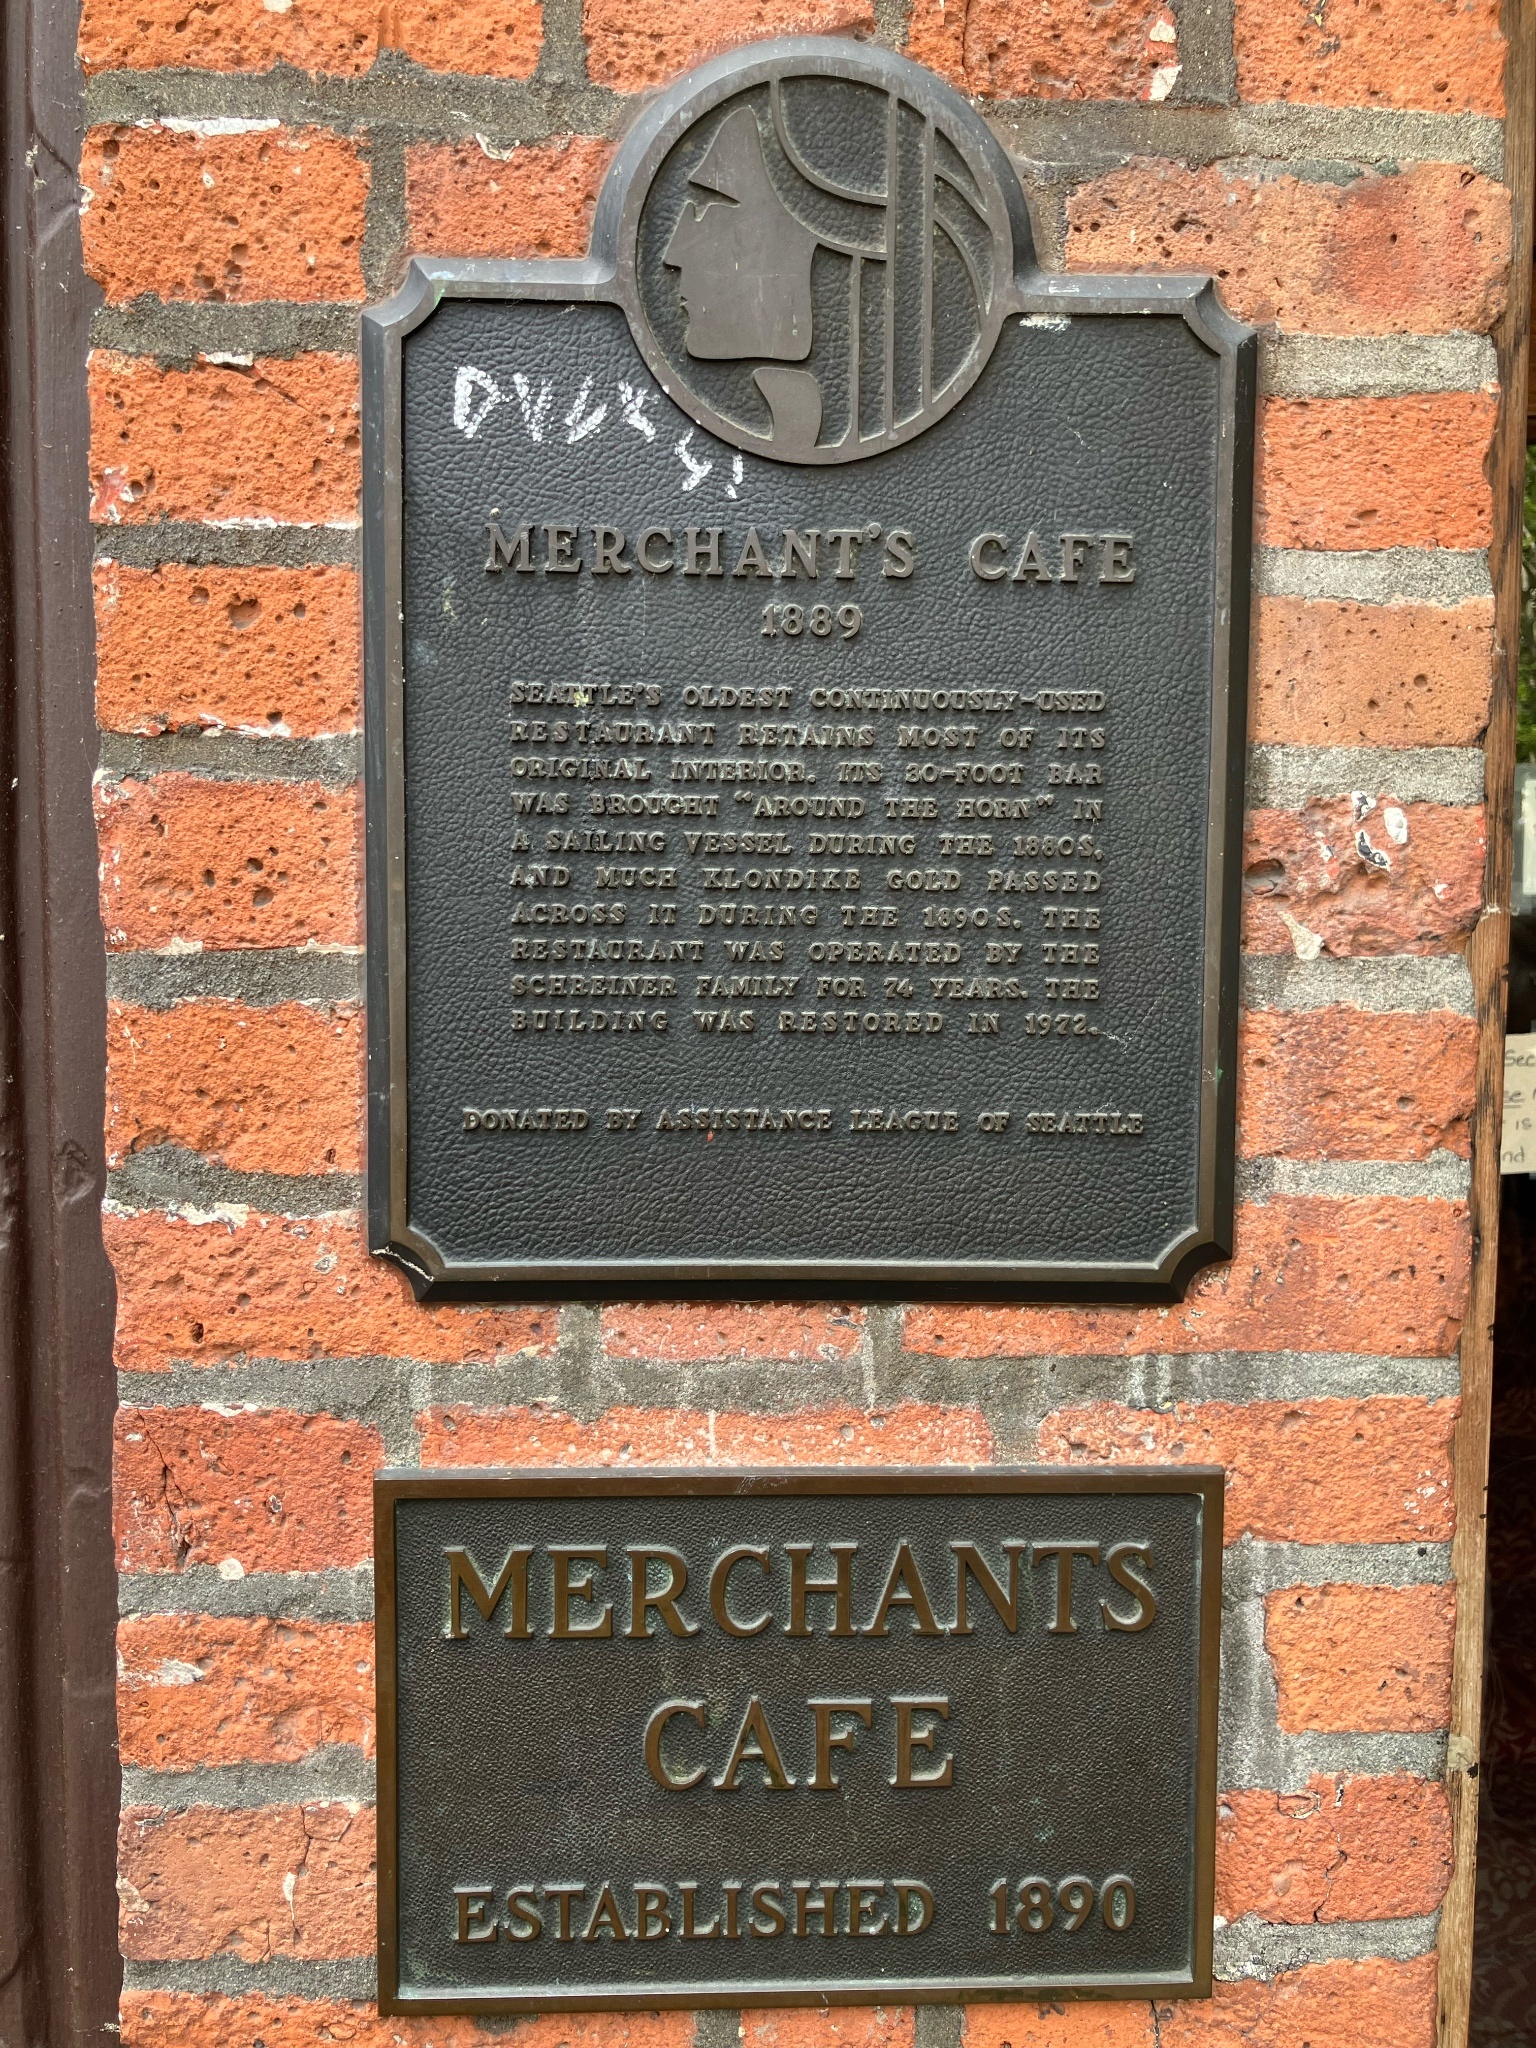 MERCHANT'S CAFE
1889
SEATTLE'S OLDEST CONTINUOUSLY-USED
RESTAURANT RETAINS MOST OF ITS
ORIGINAL INTERIOR. ITS 30-FOOT BAR
WAS BROUGHT "AROUND THE HORN" IN
A SAILING VESSEL DURING THE 1880S,
AND MUCH KLONDIKE GOLD PASSED
ACROSS IT DURING THE 1890S. THE
RESTAURANT WAS OPERATED BY THE
SCHREINER FAMILY FOR 74 YEARS. THE
BUILDING WAS RESTORED IN 1972.
DONATED BY ASSISTANCE LEAGUE OF SEATTLE
MERCHANTS
CAFE
ESTABLISHED 1890